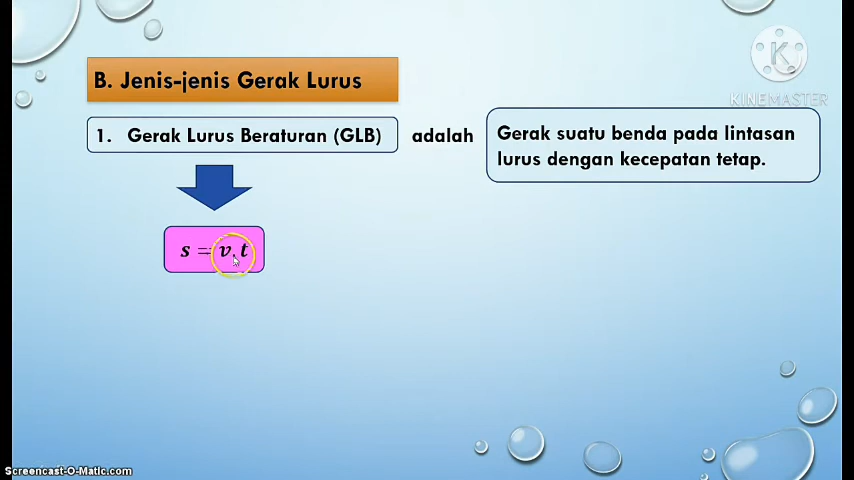 B. Jenis-jenis Gerak Lurus
KINEMASTER
1. Gerak Lurus Beraturan (GLB) adalah
Gerak suatu benda pada lintasan
lurus dengan kecepatan tetap.
s = v.t
Screencast-O-Matic.com